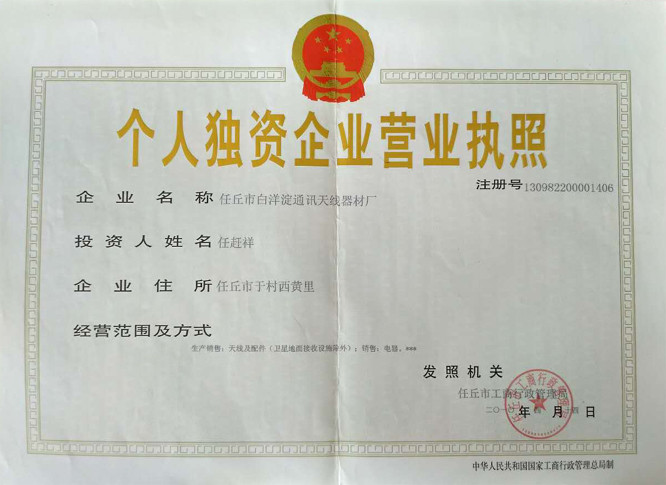 个人独资企业营业执照
注册号130982200001406
企业名称 任丘市白洋淀通讯天线器材厂
投资人姓名 任赶祥
企业住所 任丘市于村西黄里
经营范围及方式
生产销售：天线及配件（卫星地面接收设施除外）；销售：电器。***
发照机关
任丘市工商行政管理局
年 月 日
中华人民共和国国家工商行政管理总局制